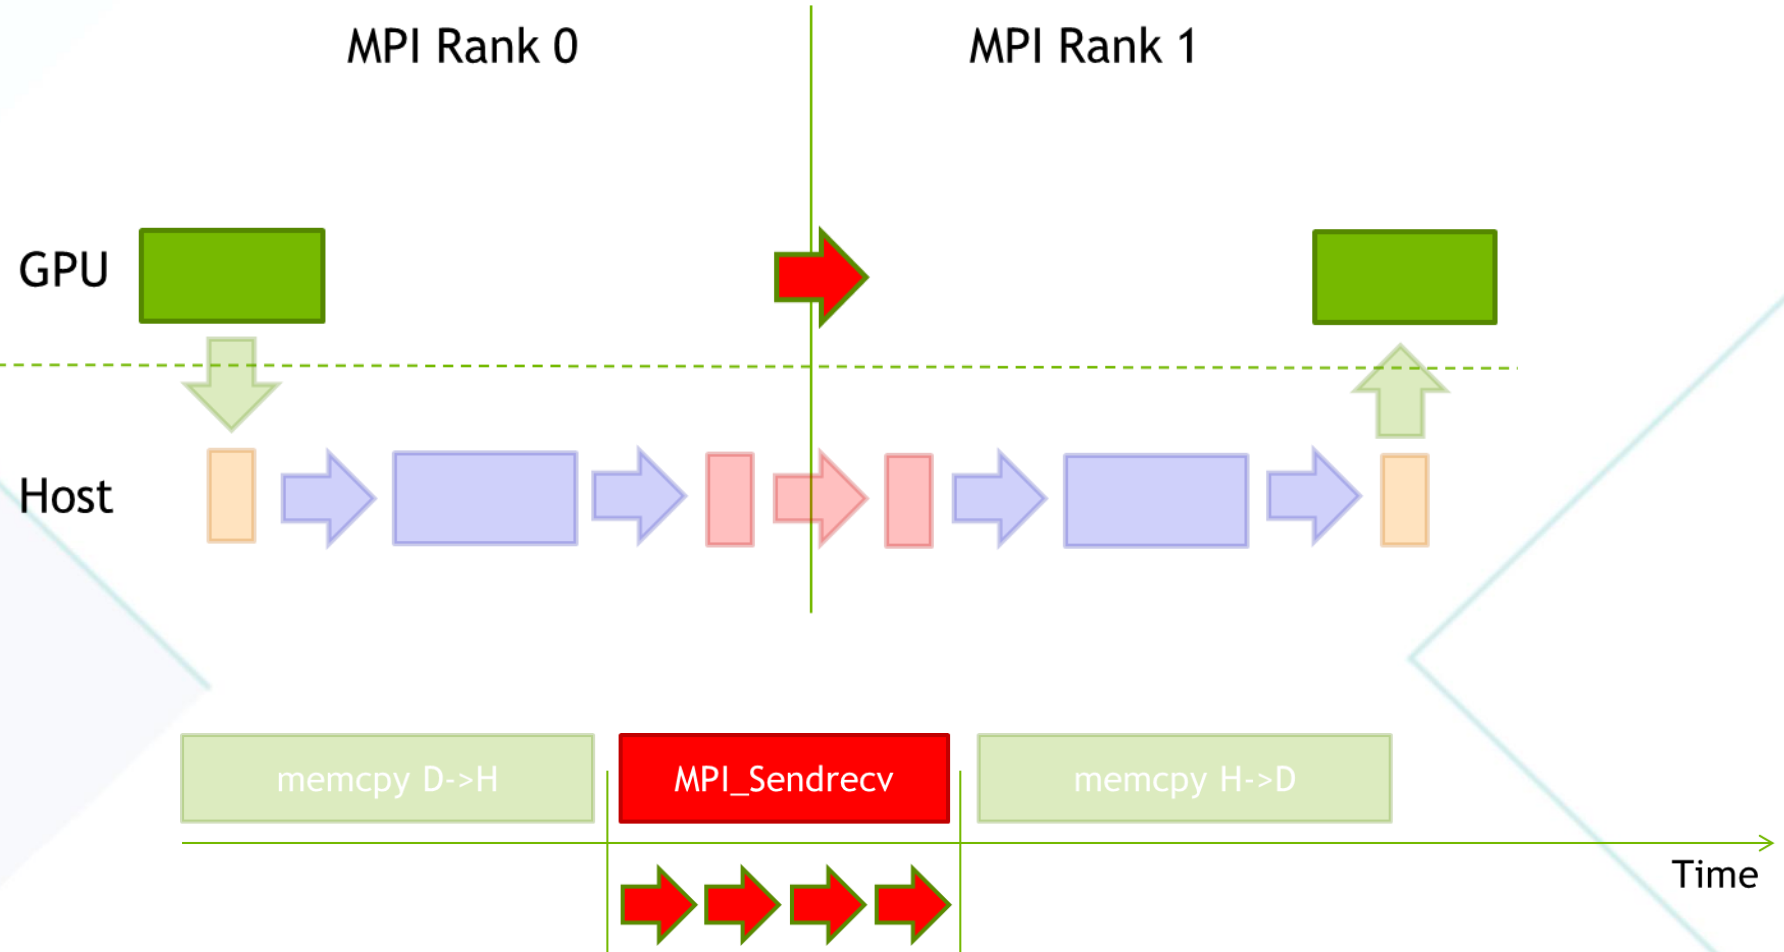 MPI Rank 0
MPI Rank 1
GPU
Host
memcpy D->H
MPI_Sendrecv
memcpy H->D
Time